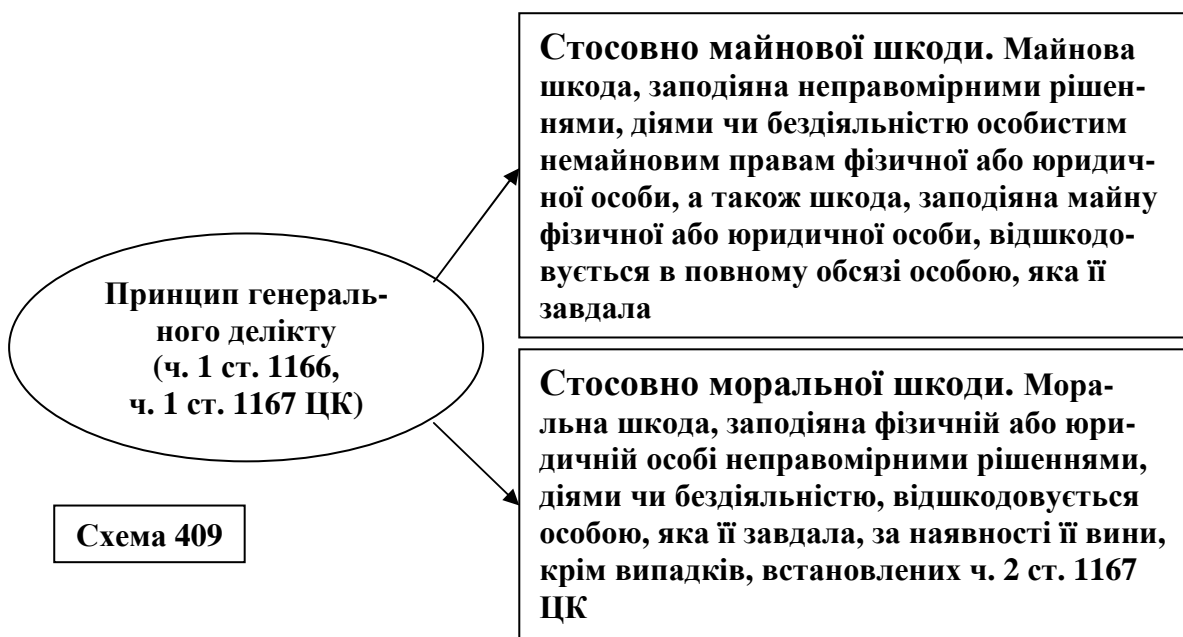 Стосовно майнової шкоди. Майнова
шкода, заподіяна неправомірними рішен-
нями, діями чи бездіяльністю особистим
немайновим правам фізичної або юридич-
ної особи, а також шкода, заподіяна майну
фізичної або юридичної особи, відшкодо-
вується в повному обсязі особою, яка її
завдала
Принцип генераль-
ного делікту
(ч. 1 ст. 1166,
ч. 1 ст. 1167 ЦК)
Стосовно моральної шкоди. Мора-
льна шкода, заподіяна фізичній або юри-
дичній особі неправомірними рішеннями,
діями чи бездіяльністю, відшкодовується
особою, яка її завдала, за наявності її вини,
крім випадків, встановлених ч. 2 ст. 1167
ЦК
Схема 409